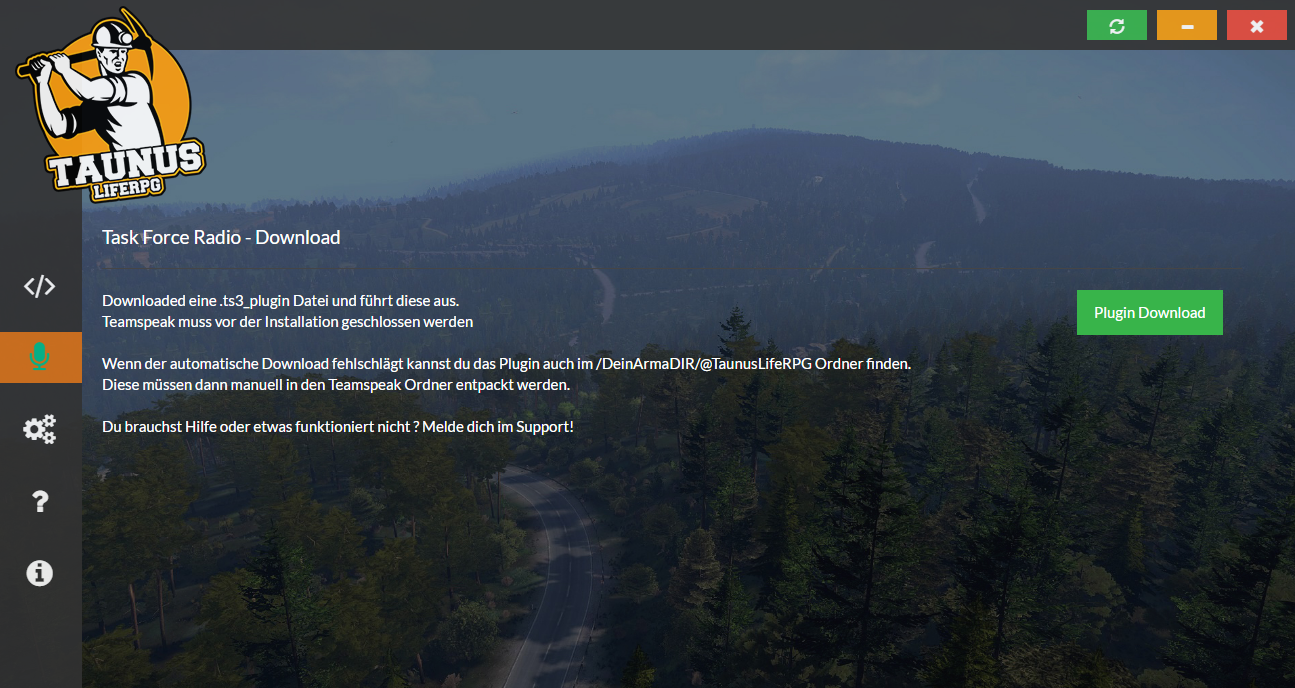 TAUNUS
LIFERPG
Task Force Radio - Download
Downloaded eine .ts3_plugin Datei und führt diese aus.
Teamspeak muss vor der Installation geschlossen werden
Plugin Download
Wenn der automatische Download fehlschlägt kannst du das Plugin auch im /DeinArmaDIR/@TaunusLifeRPG Ordner finden.
Diese müssen dann manuell in den Teamspeak Ordner entpackt werden.
Du brauchst Hilfe oder etwas funktioniert nicht ? Melde dich im Support!